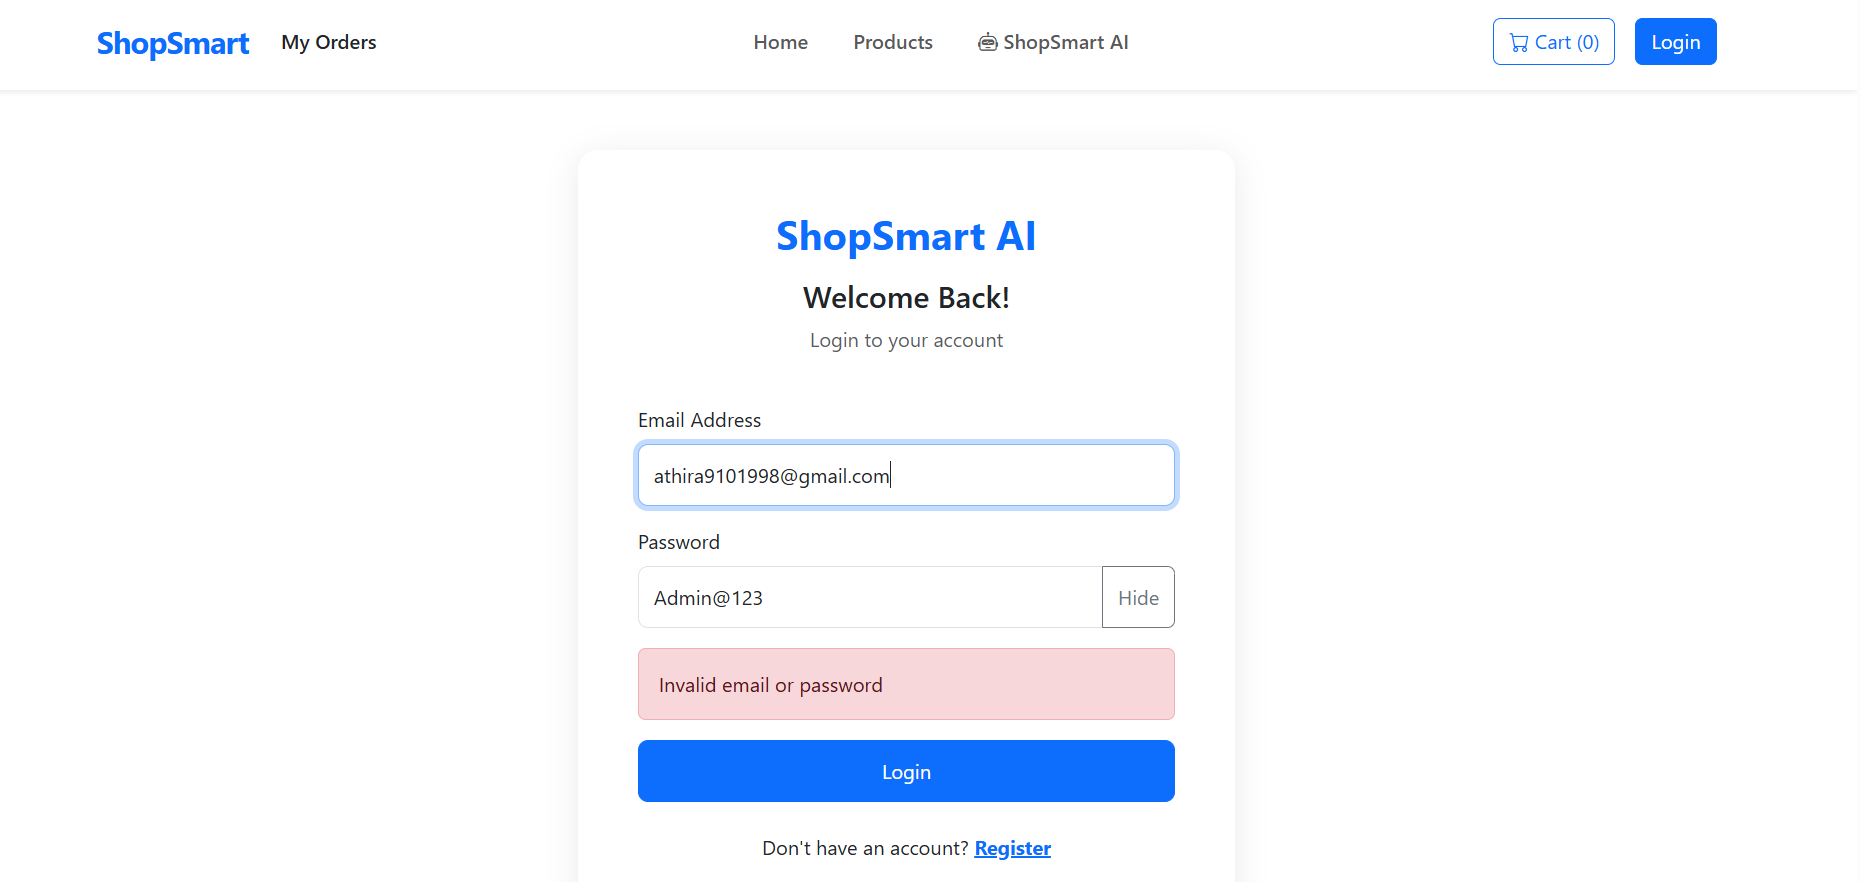 ShopSmart My Orders Home Products ShopSmart AI Cart (0) Login
ShopSmart AI
Welcome Back!
Login to your account
Email Address
athira9101998@gmail.com
Password
Admin@123 Hide
Invalid email or password
Login
Don't have an account? Register